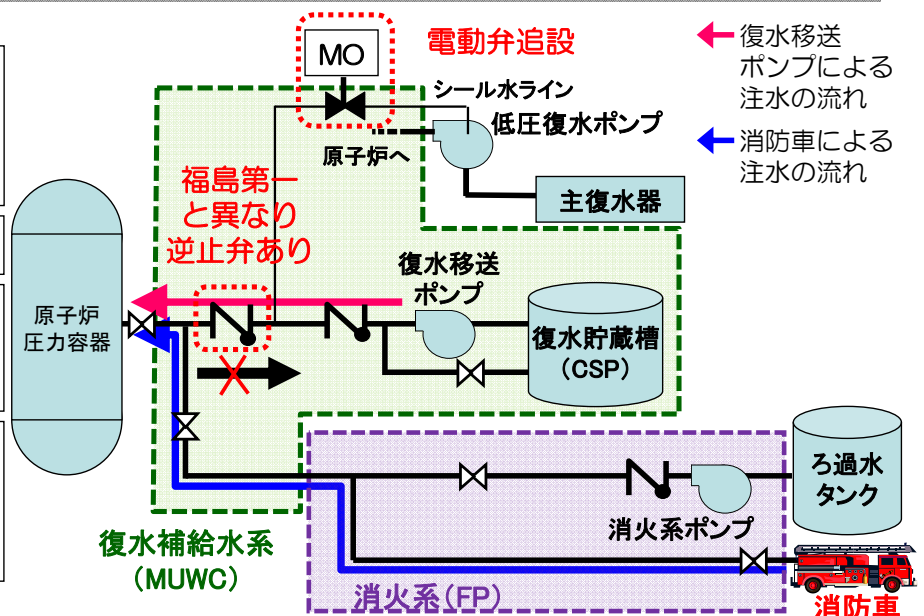 MO
電動弁追設
復水移送
ポンプによる
注水の流れ
消防車による
注水の流れ
シール水ライン
低圧復水ポンプ
原子炉へ
主復水器
福島第一
と異なり
逆止弁あり
復水移送
ポンプ
復水貯蔵槽
(CSP)
原子炉
圧力容器
ろ過水
タンク
消火系ポンプ
復水補給水系
(MUWC)
消火系(FP)
消防車